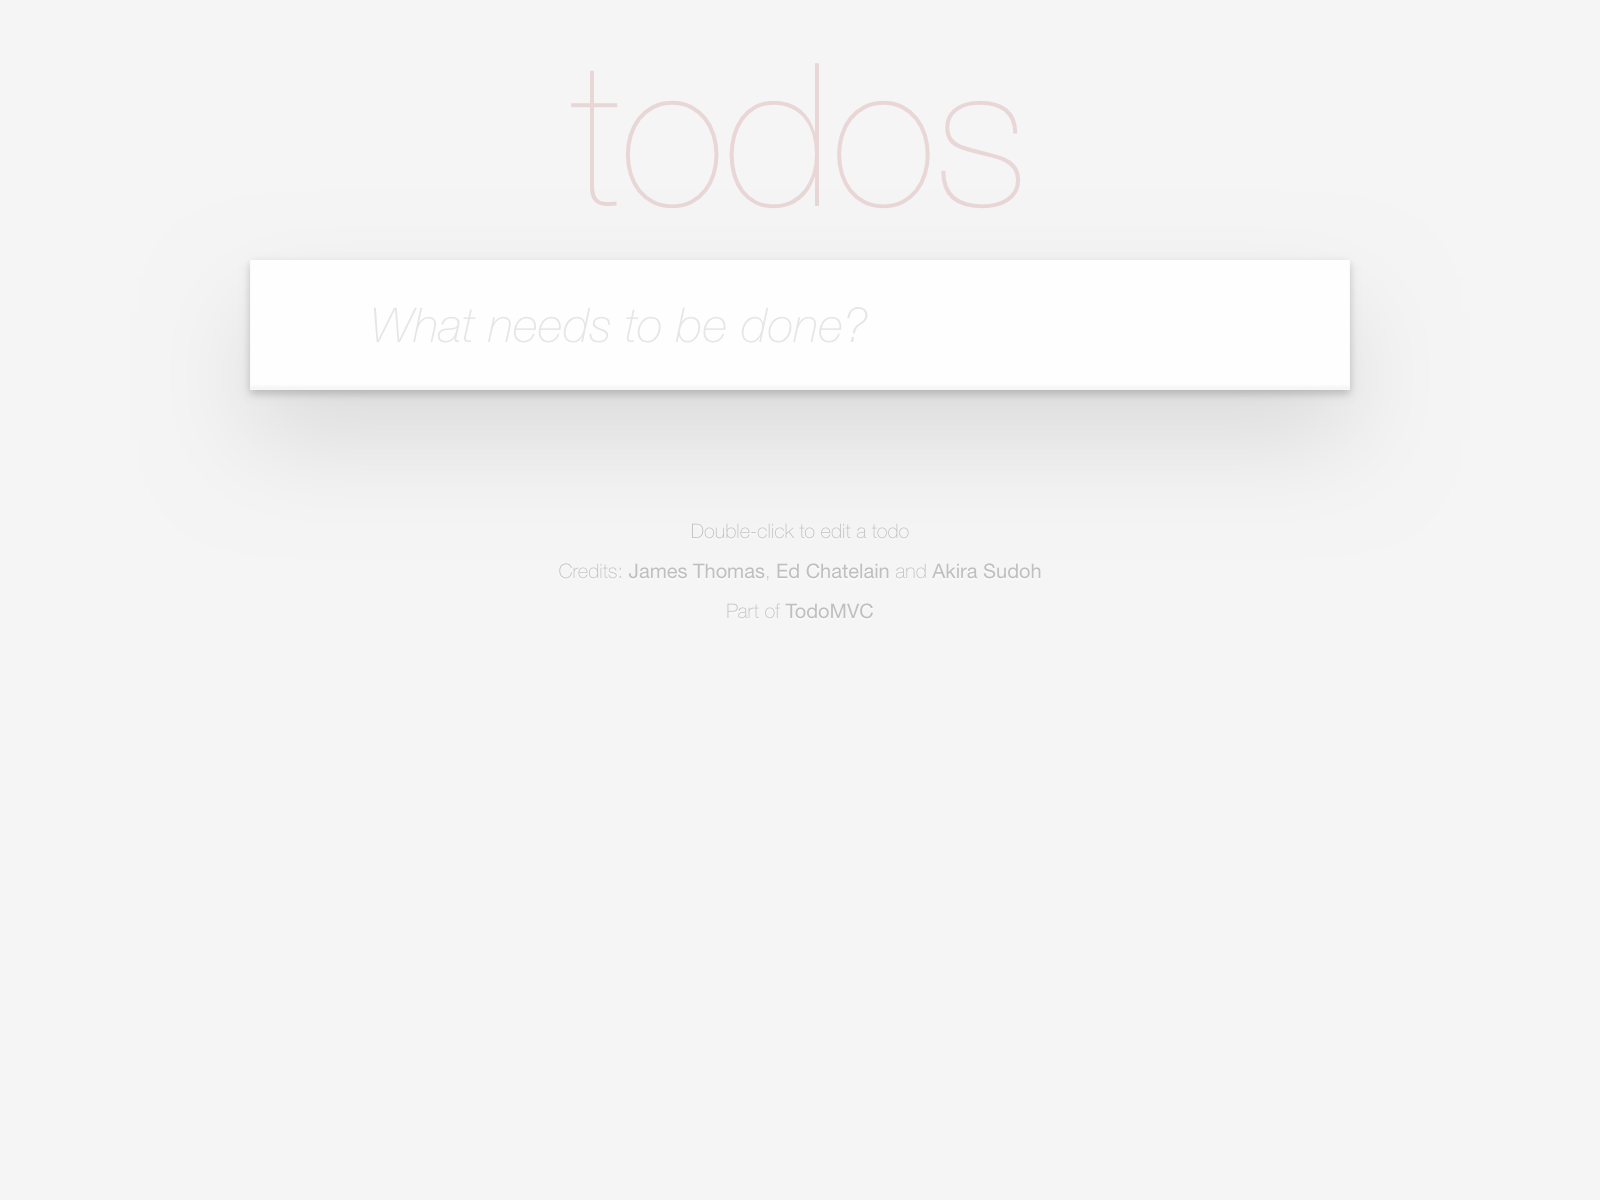 todos
What needs to be done?
Double-click to edit a todo
Credits: James Thomas, Ed Chatelain and Akira Sudoh
Part of TodoMVC